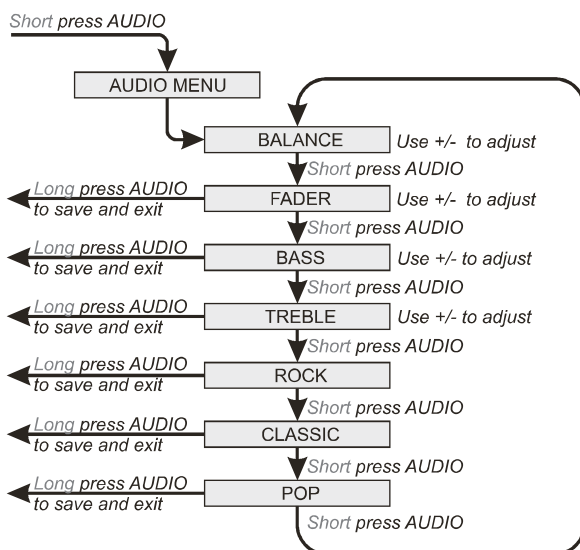 Short press AUDIO
AUDIO MENU
BALANCE Use +/- to adjust
Short press AUDIO
Long press AUDIO
to save and exit
FADER Use +/- to adjust
Short press AUDIO
Long press AUDIO
to save and exit
BASS Use +/- to adjust
Short press AUDIO
Long press AUDIO
to save and exit
TREBLE Use +/- to adjust
Short press AUDIO
Long press AUDIO
to save and exit
ROCK
Short press AUDIO
Long press AUDIO
to save and exit
CLASSIC
Short press AUDIO
Long press AUDIO
to save and exit
POP
Short press AUDIO